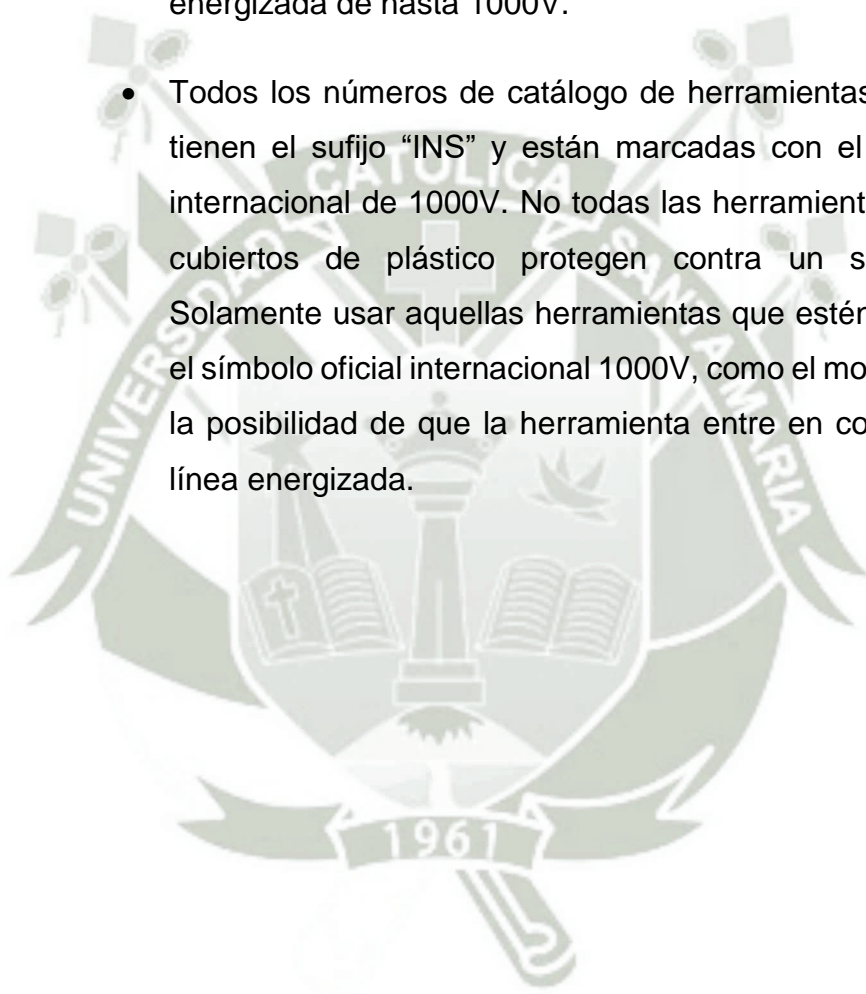 energizada de hasta 1000V.
• Todos los números de catálogo de herramientas
tienen el sufijo “INS” y están marcadas con el
internacional de 1000V. No todas las herramient
cubiertos de plástico protegen contra un s
Solamente usar aquellas herramientas que estén
el símbolo oficial internacional 1000V, como el mo
la posibilidad de que la herramienta entre en co
línea energizada.
UNIVERSIDAD CATOLICA SANTA MARIA
1961